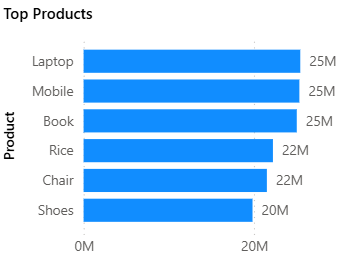 Top Products
Product
Laptop 25M
Mobile 25M
Book 25M
Rice 22M
Chair 22M
Shoes 20M
0M 20M